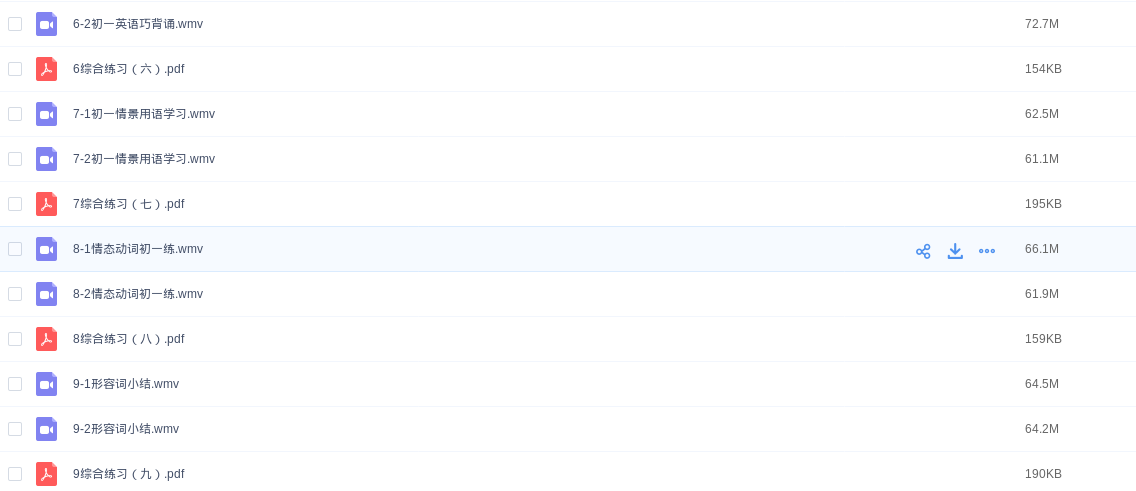 6-2初一英语巧背诵.wmv 72.7M
6综合练习（六）.pdf 154KB
7-1初一情景用语学习.wmv 62.5M
7-2初一情景用语学习.wmv 61.1M
7综合练习（七）.pdf 195KB
8-1情态动词初一练.wmv 66.1M
8-2情态动词初一练.wmv 61.9M
8综合练习（八）.pdf 159KB
9-1形容词小结.wmv 64.5M
9-2形容词小结.wmv 64.2M
9综合练习（九）.pdf 190KB